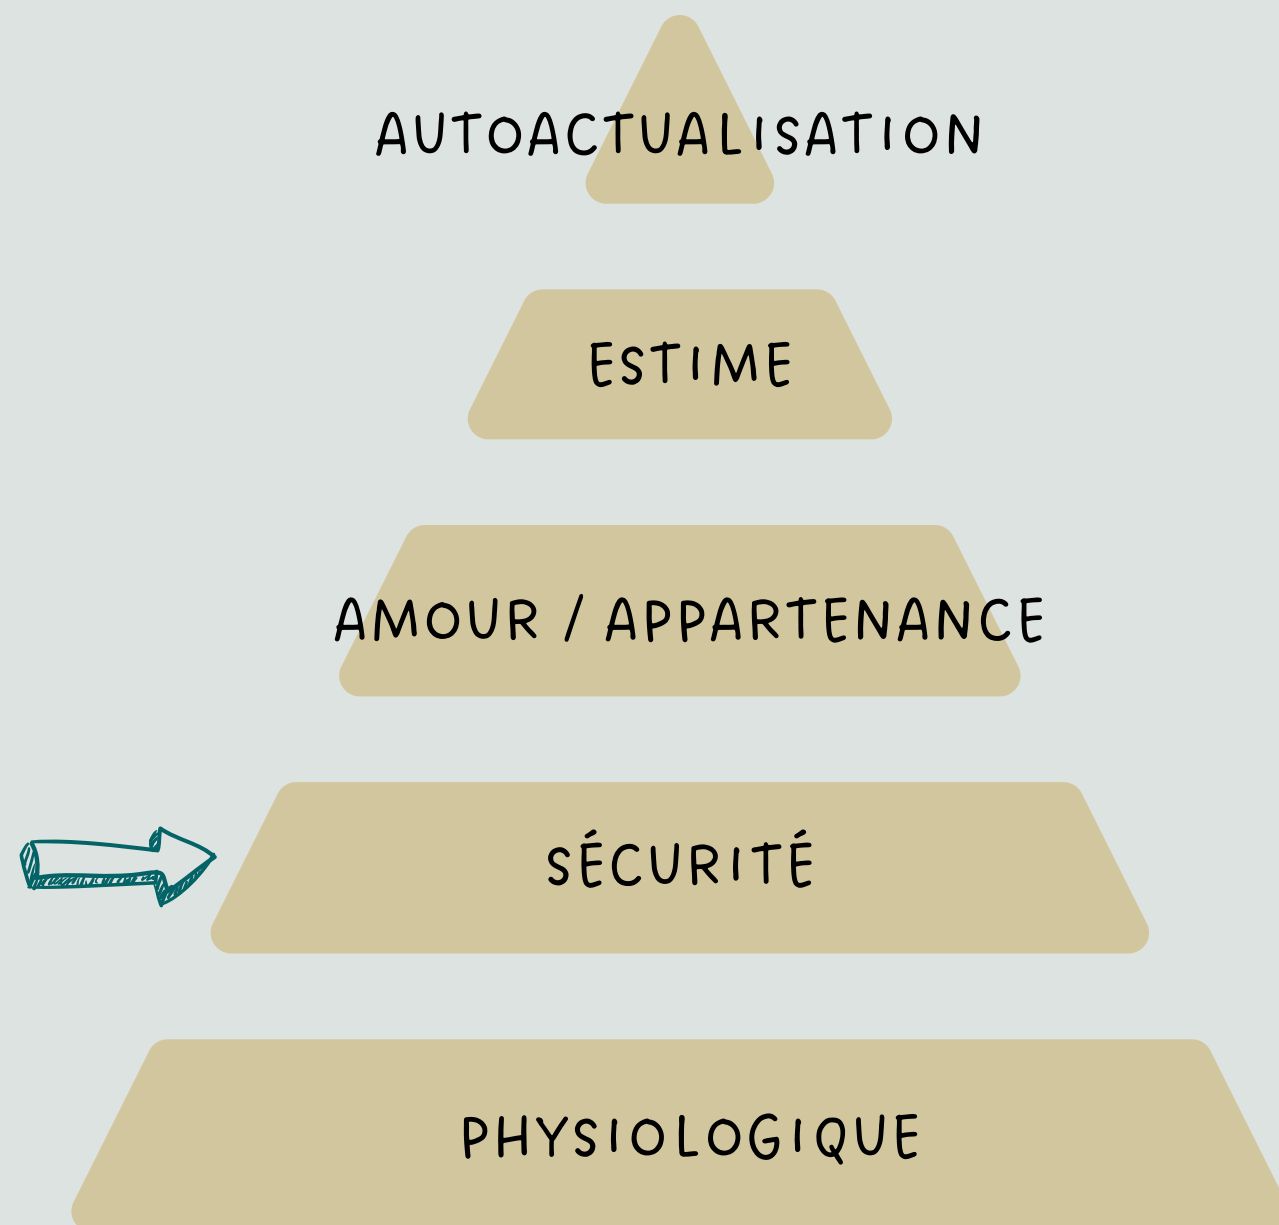 AUTOACTUALISATION
ESTIME
AMOUR / APPARTENANCE
SÉCURITÉ
PHYSIOLOGIQUE